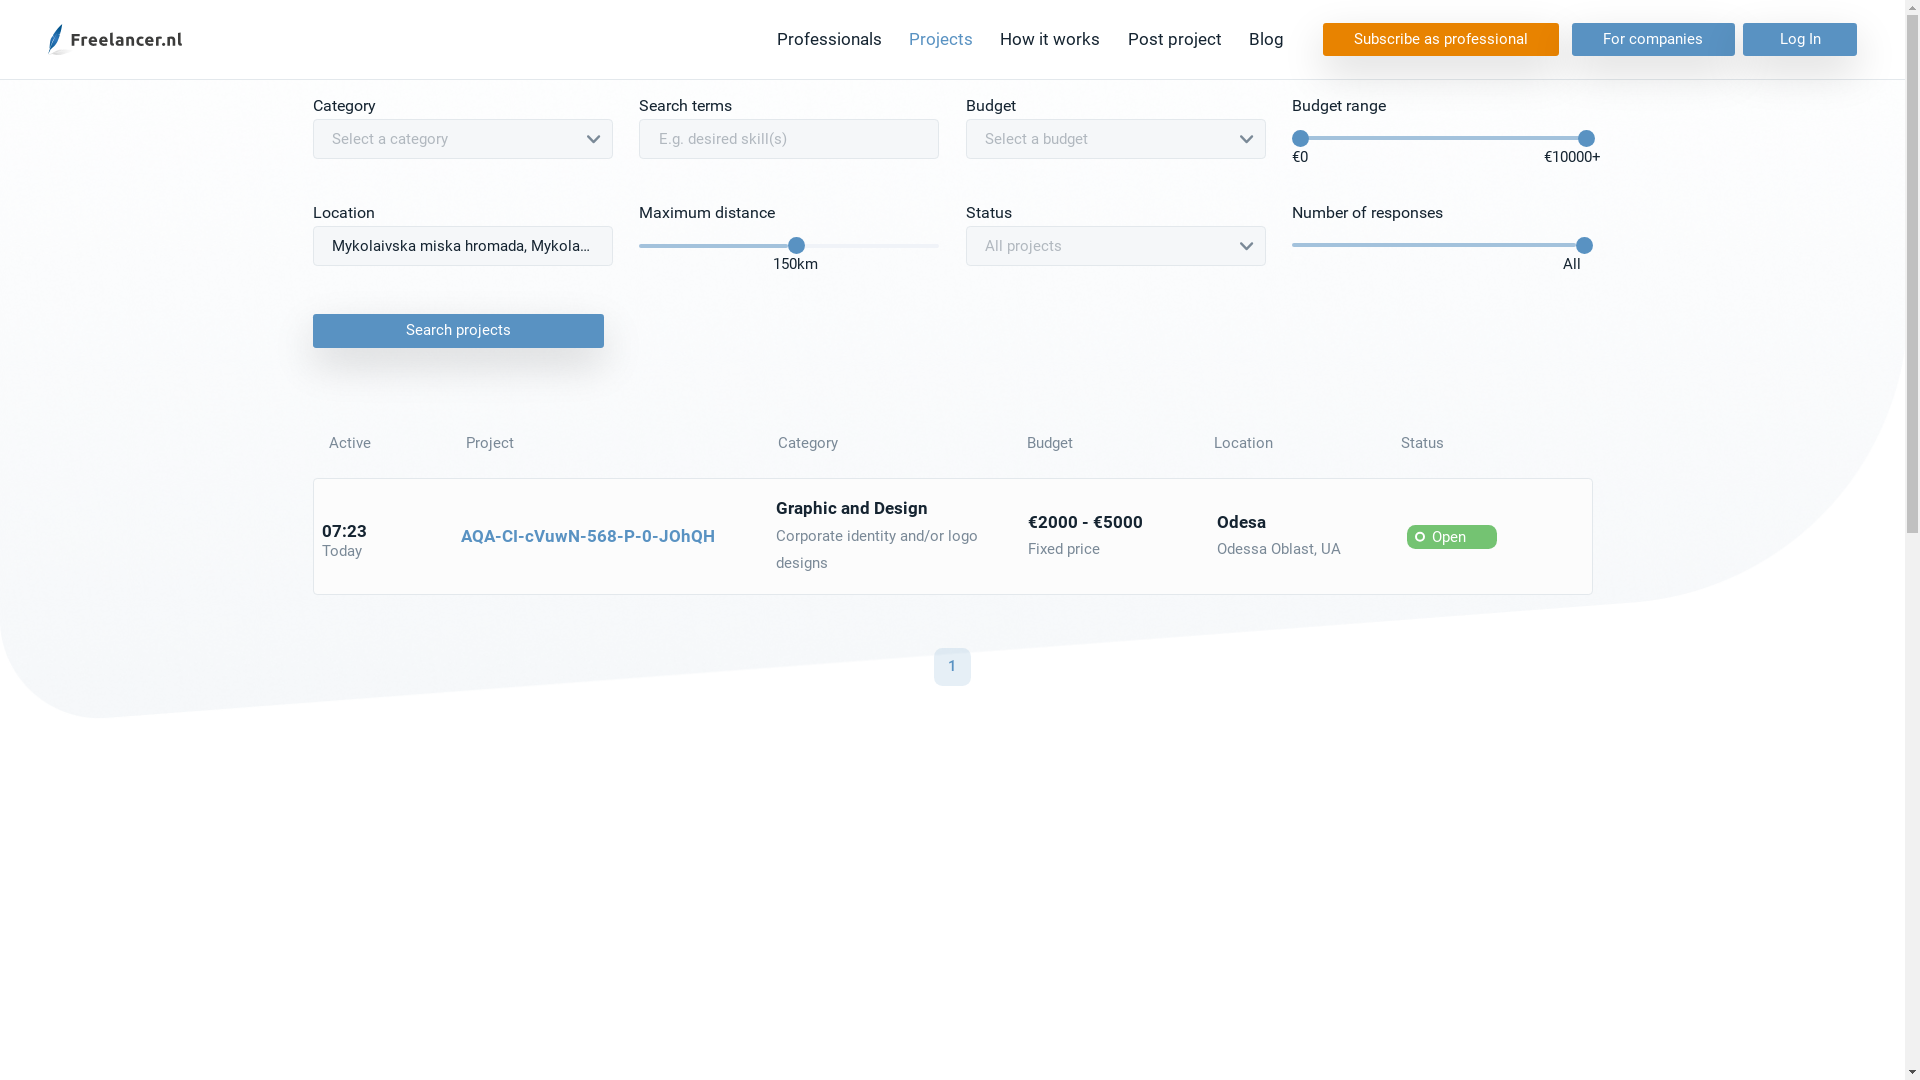 Freelancer.nl
Professionals
Projects
How it works
Post project
Blog
Subscribe as professional
For companies
Log In
Category
Search terms
Budget
Budget range
Select a category
E.g. desired skill(s)
Select a budget
€0
€10000+
Location
Maximum distance
Status
Number of responses
Mykolaivska miska hromada, Mykola...
150km
All projects
All
Search projects
Active
Project
Category
Budget
Location
Status
07:23
Today
AQA-CI-cVuwN-568-P-0-JOhQH
Graphic and Design
Corporate identity and/or logo
designs
€2000 - €5000
Fixed price
Odesa
Odessa Oblast, UA
Open
1